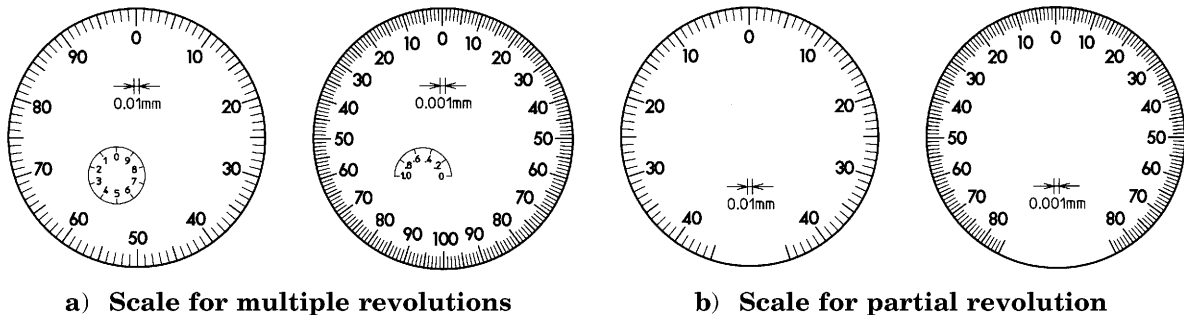 0
90 10
0.01mm
80 20
1 0 9
2 8
3 7
4 5 6
70 30
60 40
50
10 0 10
20 20
30 30
0.001mm
40 40
50 50
.8 .6 .4 .2
1.0 0
60 60
70 70
80 80
90 100 90
0
10 10
20 20
30 30
0.01mm
40 40
10 0 10
20 20
30 30
40 40
50 50
60 60
70 0.001mm 70
80 80
a) Scale for multiple revolutions
b) Scale for partial revolution